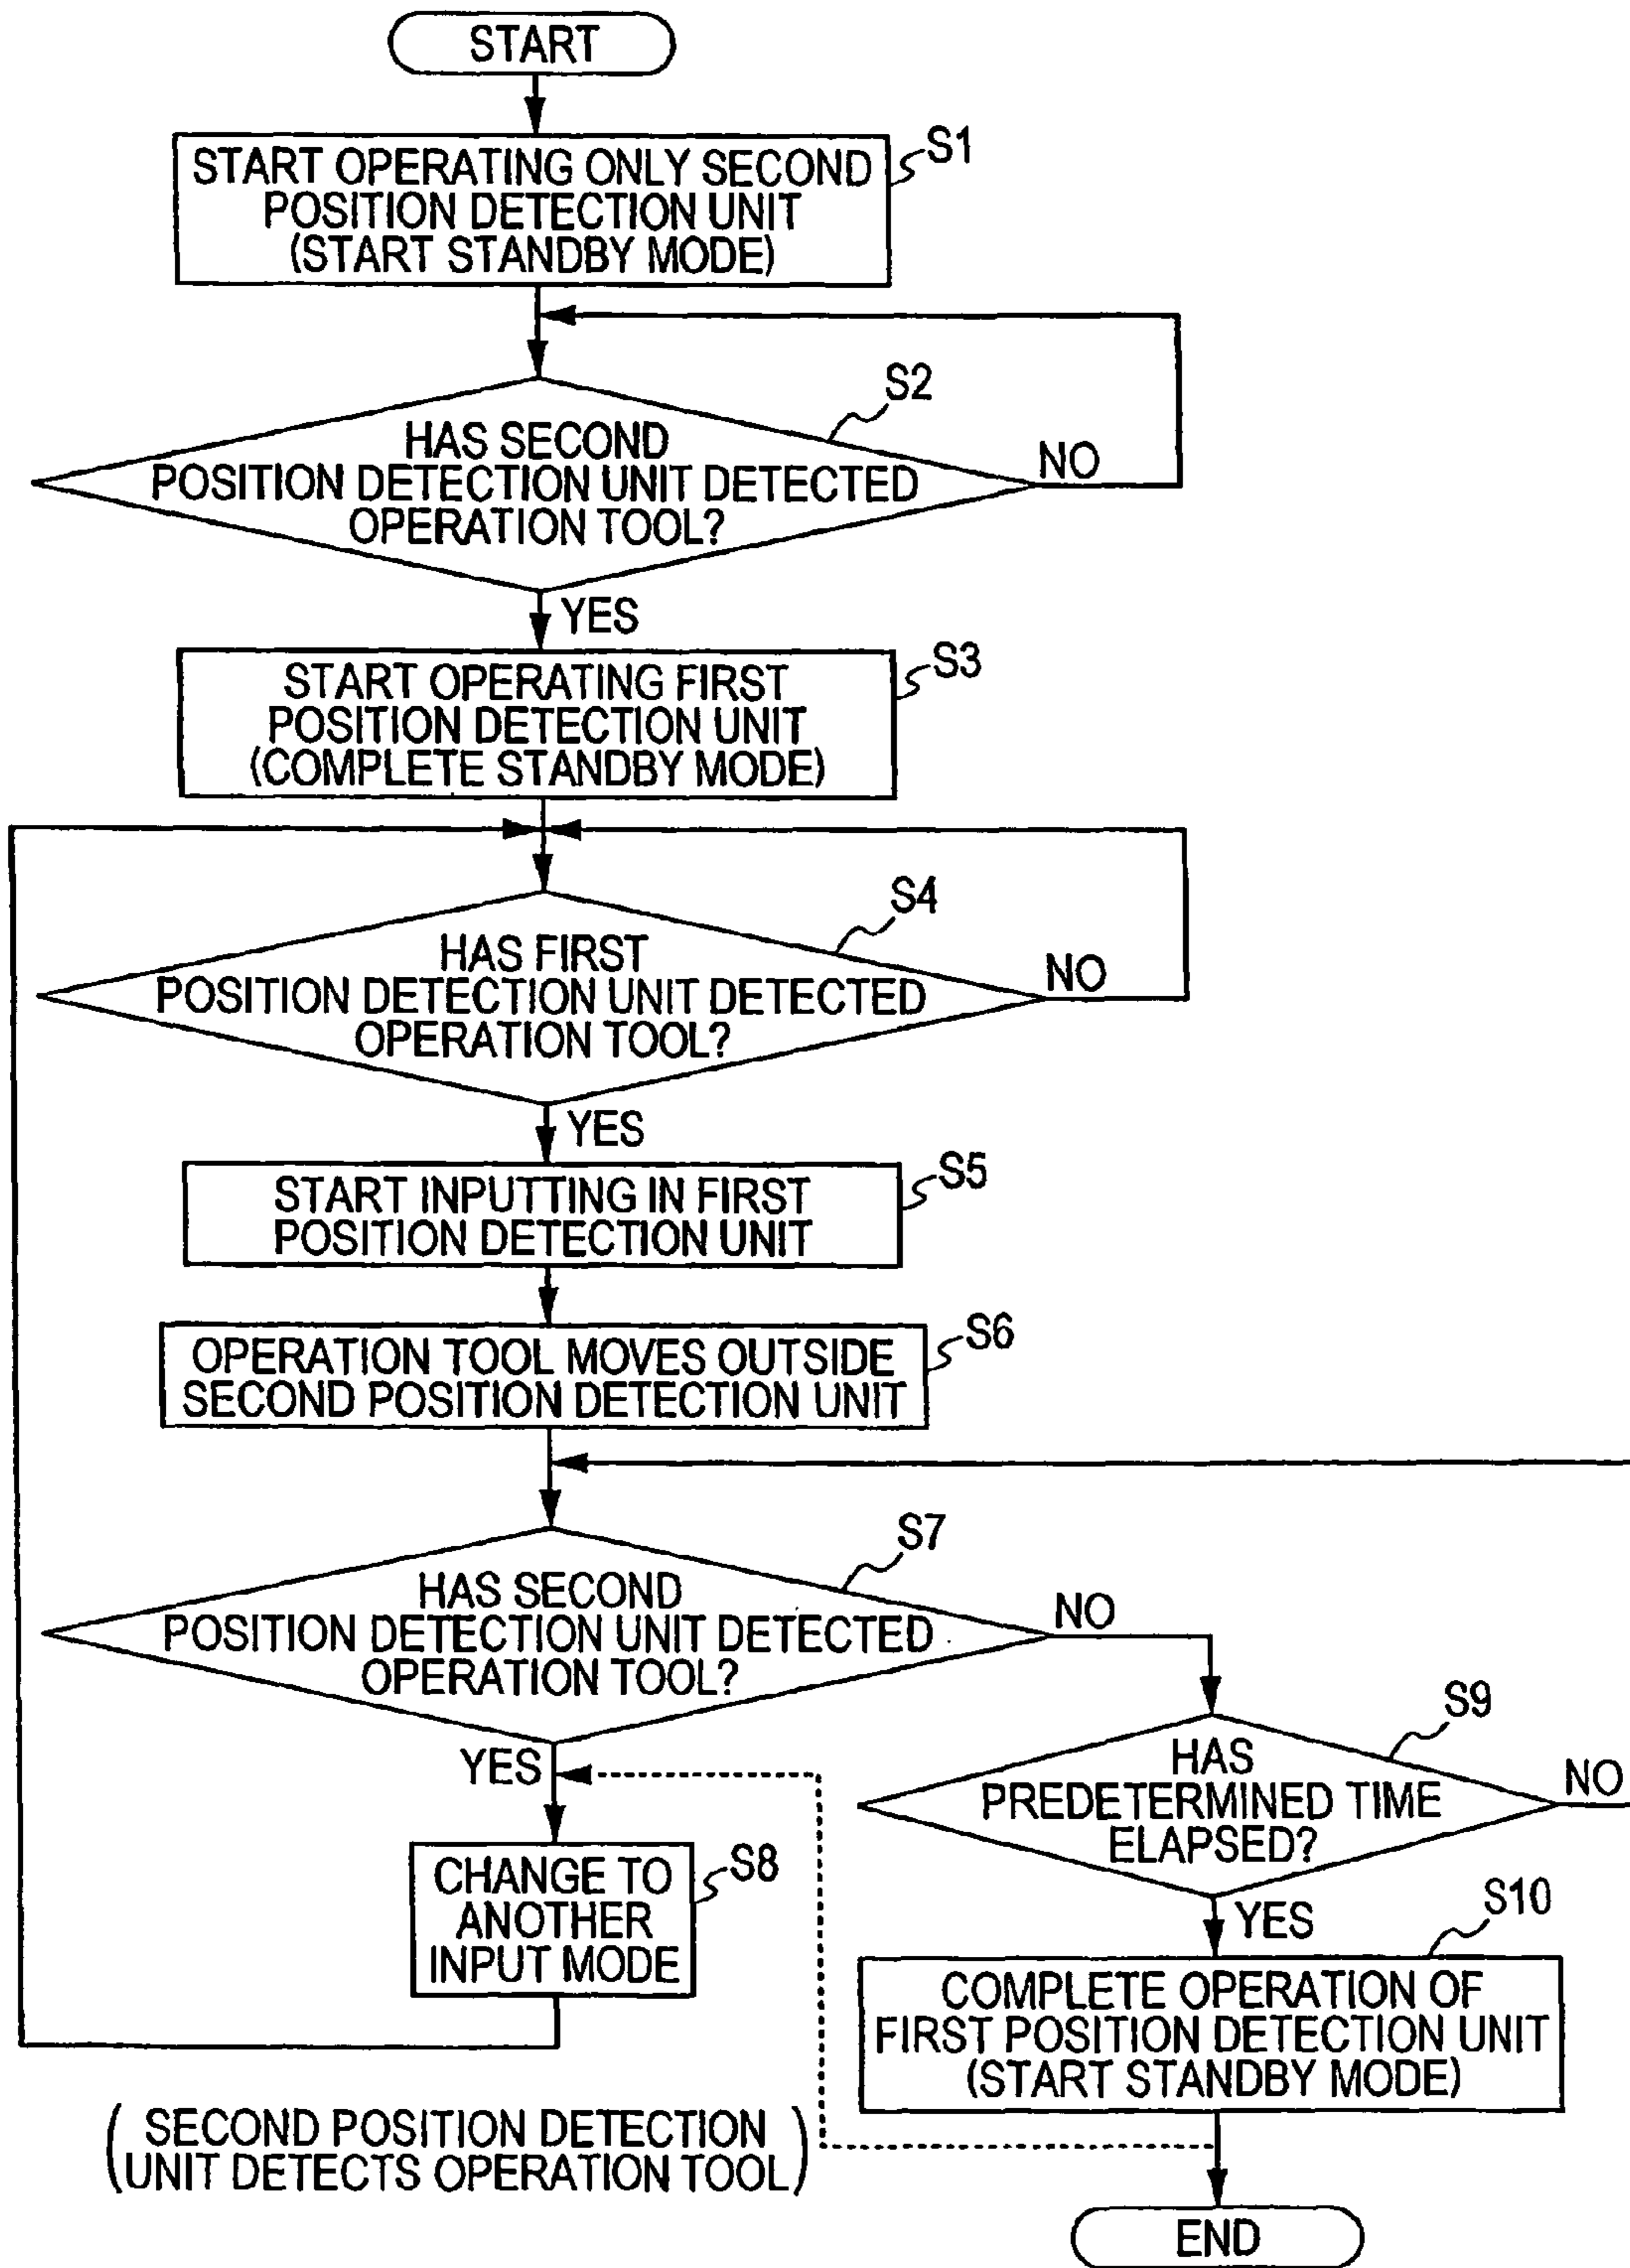 START
START OPERATING ONLY SECOND
POSITION DETECTION UNIT
(START STANDBY MODE)
S1
S2
HAS SECOND
POSITION DETECTION UNIT DETECTED
OPERATION TOOL?
NO
YES
START OPERATING FIRST
POSITION DETECTION UNIT
(COMPLETE STANDBY MODE)
S3
S4
HAS FIRST
POSITION DETECTION UNIT DETECTED
OPERATION TOOL?
NO
YES
START INPUTTING IN FIRST
POSITION DETECTION UNIT
S5
OPERATION TOOL MOVES OUTSIDE
SECOND POSITION DETECTION UNIT
S6
S7
HAS SECOND
POSITION DETECTION UNIT DETECTED
OPERATION TOOL?
NO
YES
S9
HAS
PREDETERMINED TIME
ELAPSED?
NO
CHANGE TO
ANOTHER
INPUT MODE
S8
YES
S10
COMPLETE OPERATION OF
FIRST POSITION DETECTION UNIT
(START STANDBY MODE)
(SECOND POSITION DETECTION
UNIT DETECTS OPERATION TOOL)
END